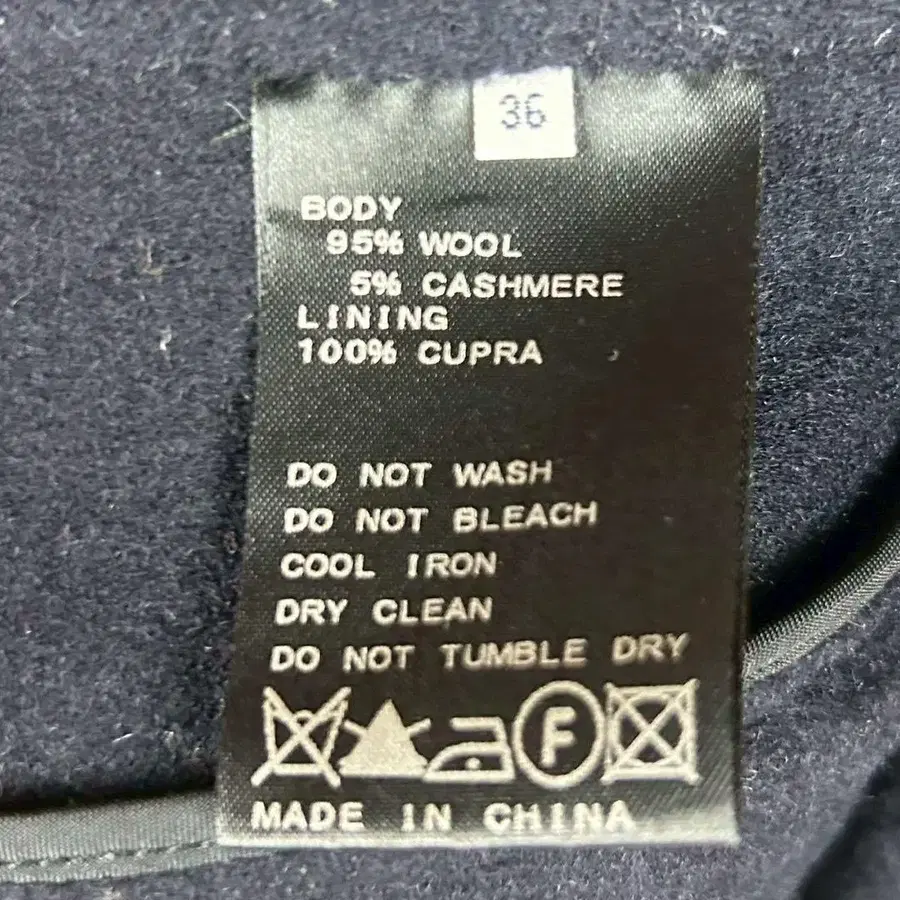 36
BODY
95% WOOL
5% CASHMERE
LINING
100% CUPRA
DO NOT WASH
DO NOT BLEACH
COOL IRON
DRY CLEAN
DO NOT TUMBLE DRY
F
MADE IN CHINA